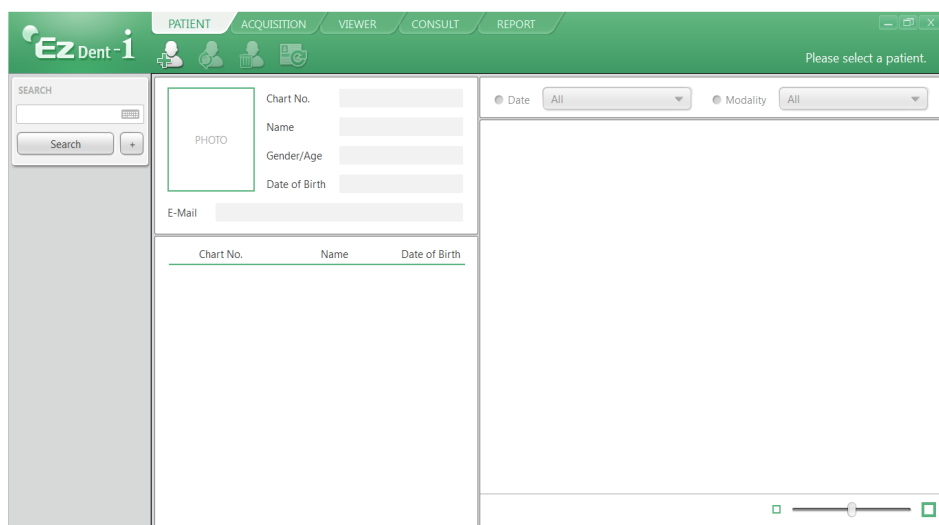 Ez Dent-i
PATIENT ACQUISITION VIEWER CONSULT REPORT
Please select a patient.
SEARCH
Search +
PHOTO
Chart No.
Name
Gender/Age
Date of Birth
E-Mail
Chart No. Name Date of Birth
Date All Modality All